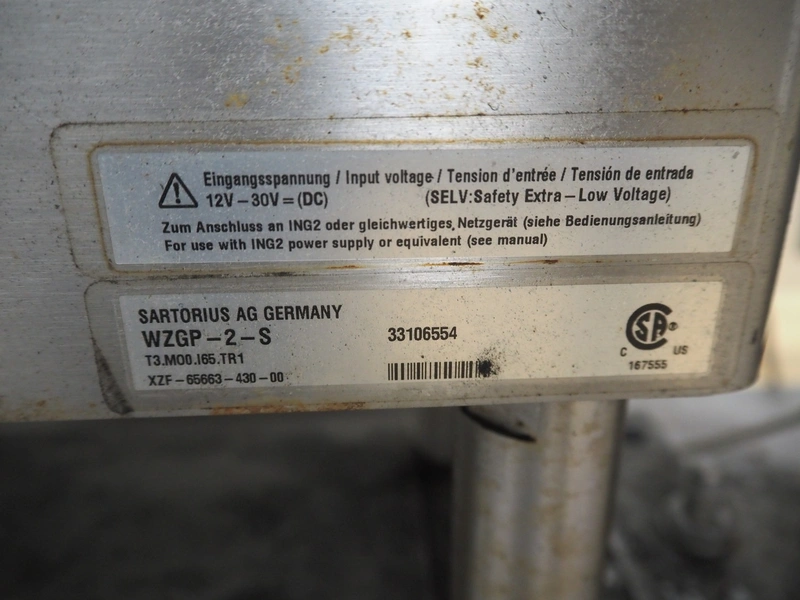 Eingangsspannung / Input voltage / Tension d'entrée / Tensión de entrada
12V – 30V = (DC) (SELV:Safety Extra – Low Voltage)
Zum Anschluss an ING2 oder gleichwertiges Netzgerät (siehe Bedienungsanleitung)
For use with ING2 power supply or equivalent (see manual)
SARTORIUS AG GERMANY
WZGP – 2 – S 33106554
T3.MO0.I65.TR1
XZF – 65663 – 430 – 00
SA ®
C US
167555